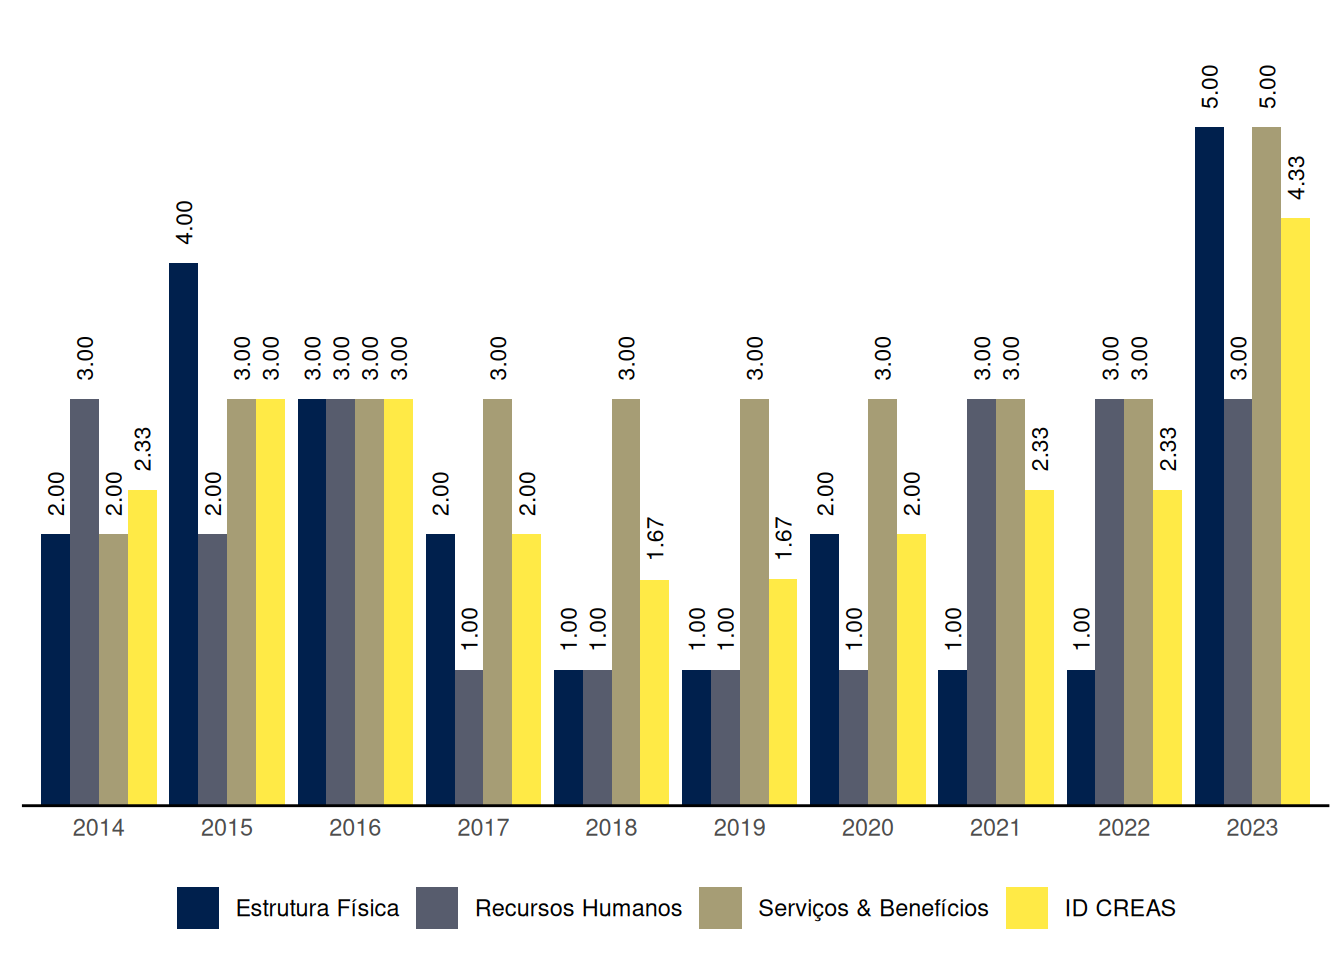 2.00 3.00 2.00 2.33
4.00 2.00 3.00 3.00
3.00 3.00 3.00 3.00
2.00 1.00 3.00 2.00
1.00 1.00 3.00 1.67
1.00 1.00 3.00 1.67
2.00 1.00 3.00 2.00
1.00 3.00 3.00 2.33
1.00 3.00 3.00 2.33
5.00 3.00 5.00 4.33
2014 2015 2016 2017 2018 2019 2020 2021 2022 2023
Estrutura Física Recursos Humanos Serviços & Benefícios ID CREAS